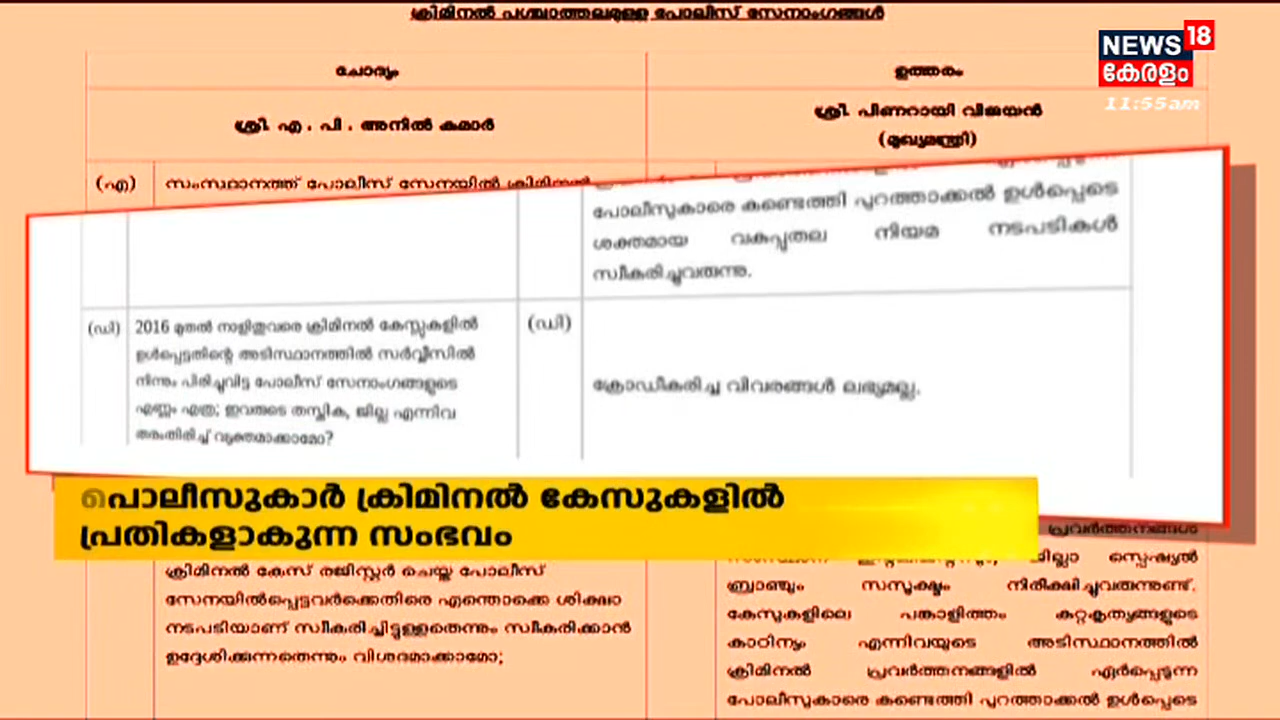 ക്രിമിനൽ പശ്ചാത്തലമുള്ള പോലീസ് സേനാംഗങ്ങൾ
NEWS 18
കേരളം
11:55am
ചോദ്യം
ഉത്തരം
ശ്രീ. എ . പി . അനിൽ കുമാർ
ശ്രീ. പിണറായി വിജയൻ
(മുഖ്യമന്ത്രി)
(എ) സംസ്ഥാനത്ത് പോലീസ് സേനയിൽ ക്രിമിനൽ
പോലീസുകാരെ കണ്ടെത്തി പുറത്താക്കൽ ഉൾപ്പെടെ
ശക്തമായ വകുപ്പുതല നിയമ നടപടികൾ
സ്വീകരിച്ചുവരുന്നു.
(ഡി) 2016 മുതൽ നാളിതുവരെ ക്രിമിനൽ കേസുകളിൽ
ഉൾപ്പെട്ടതിന്റെ അടിസ്ഥാനത്തിൽ സർവ്വീസിൽ
നിന്നും പിരിച്ചുവിട്ട പോലീസ് സേനാംഗങ്ങളുടെ
എണ്ണം എത്ര; ഇവരുടെ തസ്തിക, ജില്ല എന്നിവ
തരംതിരിച്ച് വ്യക്തമാക്കാമോ?
(ഡി)
ക്രോഡീകരിച്ച വിവരങ്ങൾ ലഭ്യമല്ല.
പൊലീസുകാർ ക്രിമിനൽ കേസുകളിൽ
പ്രതികളാകുന്ന സംഭവം
ക്രിമിനൽ കേസ് രജിസ്റ്റർ ചെയ്ത പോലീസ്
സേനയിൽപ്പെട്ടവർക്കെതിരെ എന്തൊക്കെ ശിക്ഷാ
നടപടിയാണ് സ്വീകരിച്ചിട്ടുള്ളതെന്നും സ്വീകരിക്കാൻ
ഉദ്ദേശിക്കുന്നതെന്നും വിശദമാക്കാമോ;
പ്രവർത്തനങ്ങൾ
ജില്ലാ സ്പെഷ്യൽ
ബ്രാഞ്ചും സസൂക്ഷ്മം നിരീക്ഷിച്ചുവരുന്നുണ്ട്.
കേസുകളിലെ പങ്കാളിത്തം കുറ്റകൃത്യങ്ങളുടെ
കാഠിന്യം എന്നിവയുടെ അടിസ്ഥാനത്തിൽ
ക്രിമിനൽ പ്രവർത്തനങ്ങളിൽ ഏർപ്പെടുന്ന
പോലീസുകാരെ കണ്ടെത്തി പുറത്താക്കൽ ഉൾപ്പെടെ